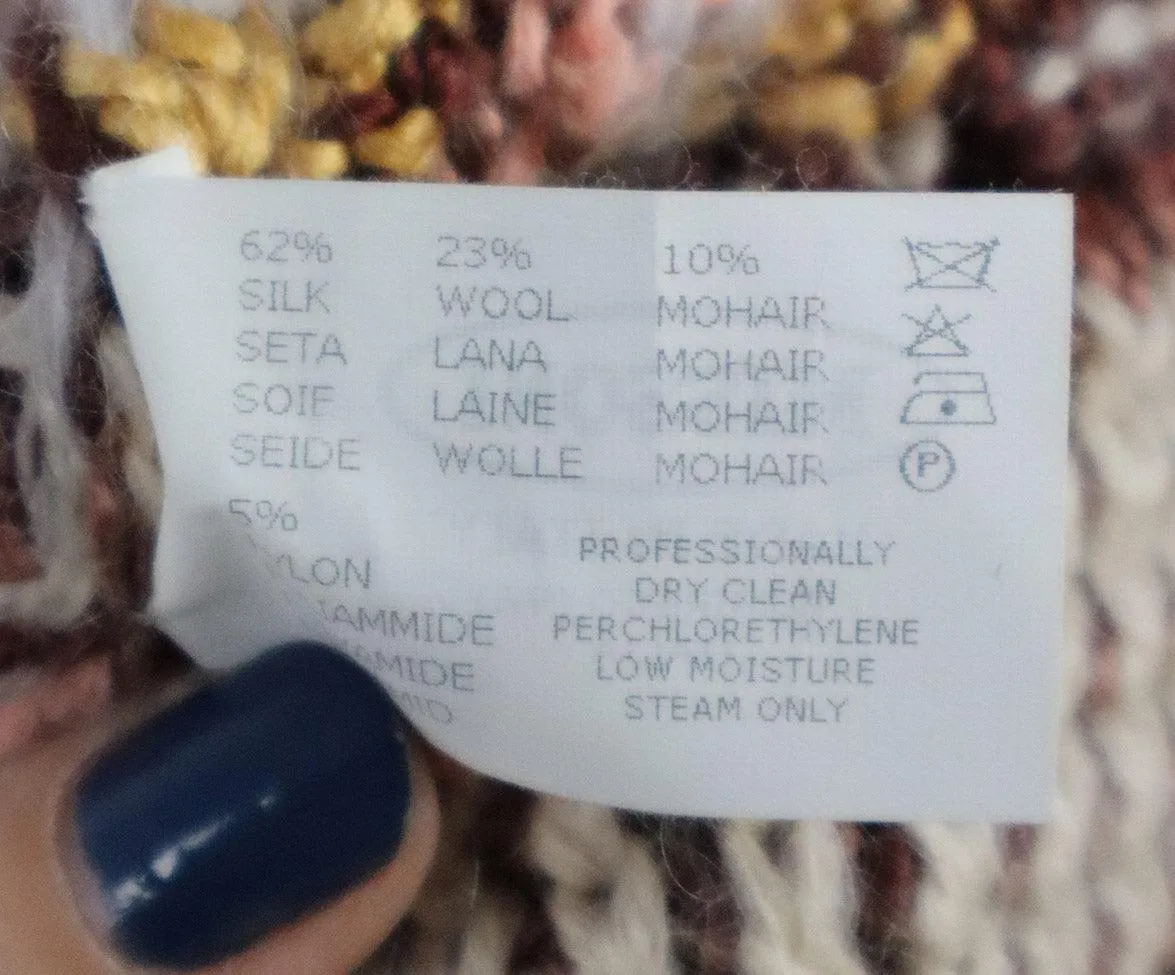 62%
SILK
SETA
SOIE
SEIDE
23%
WOOL
LANA
LAINE
WOLLE
10%
MOHAIR
MOHAIR
MOHAIR
MOHAIR
P
5%
PROFESSIONALLY
DRY CLEAN
PERCHLORETHYLENE
LOW MOISTURE
STEAM ONLY